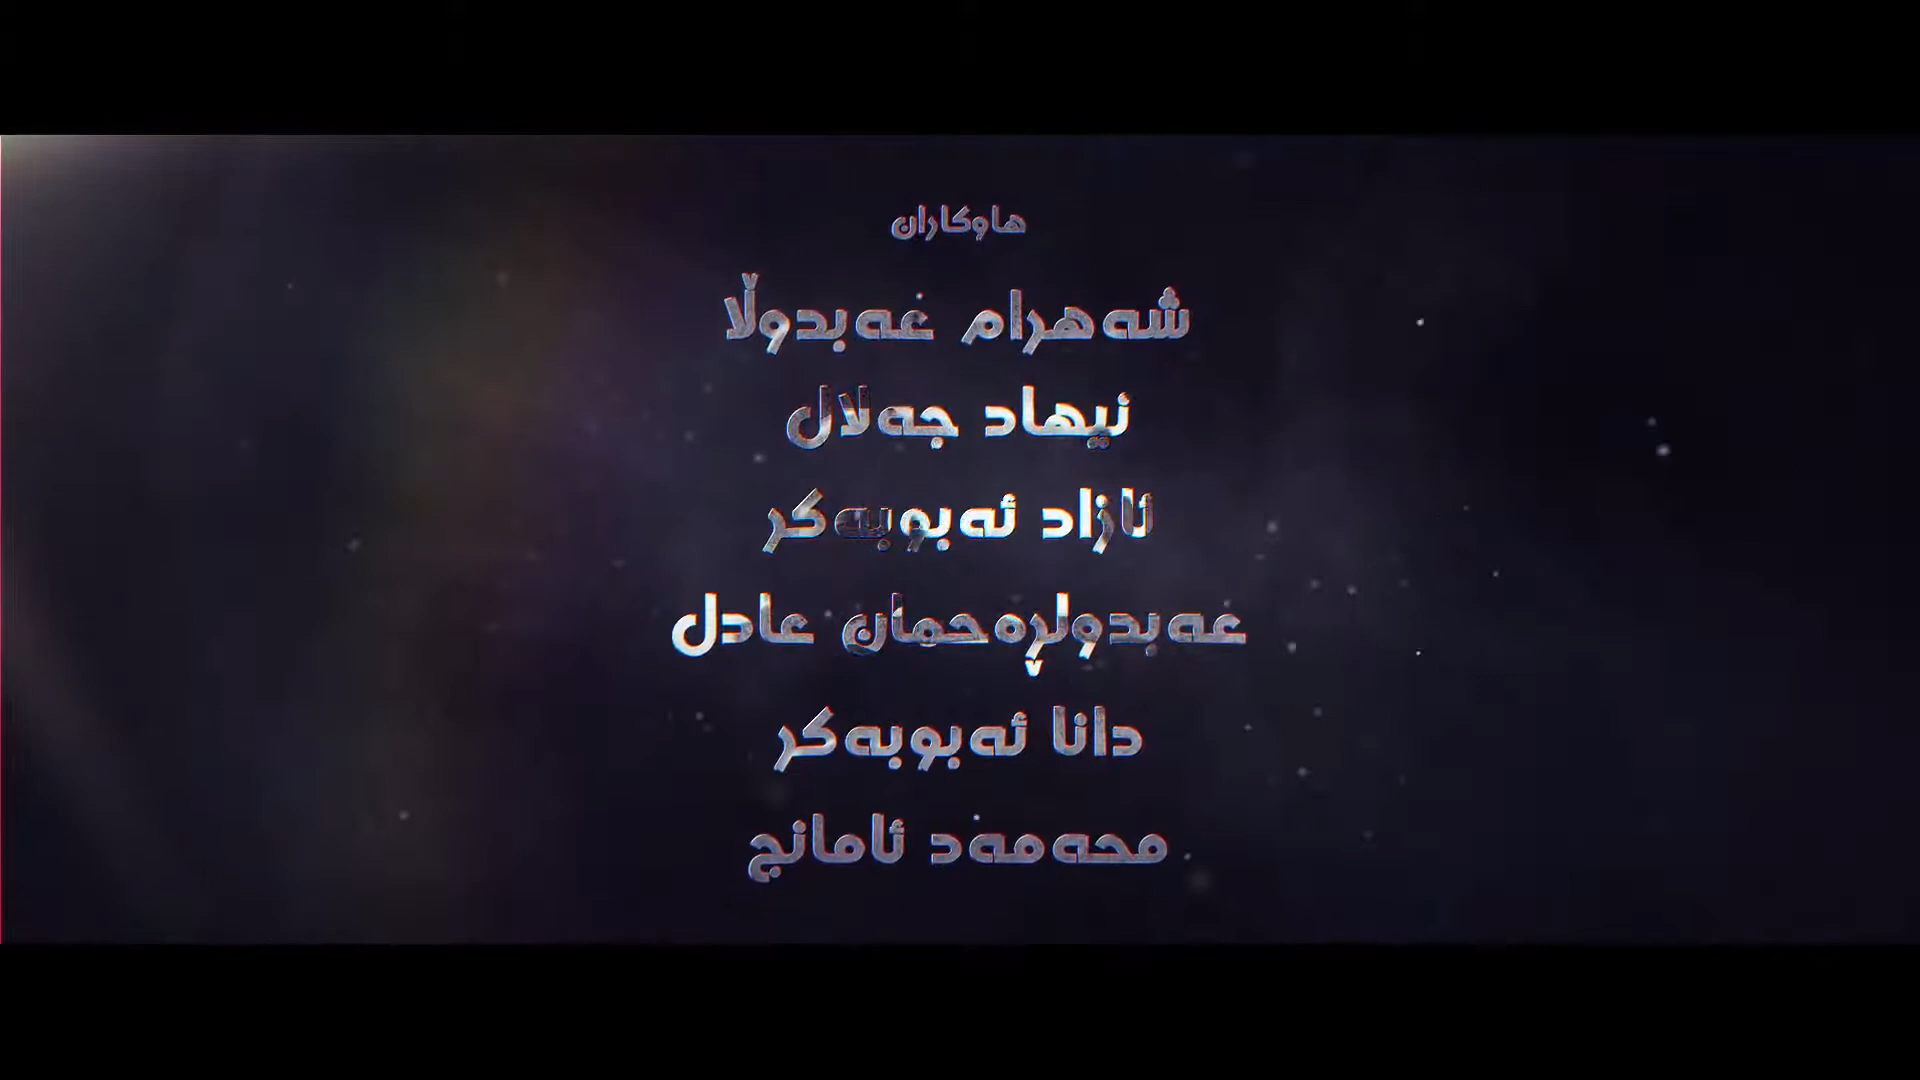 هاوکاران
شەهرام عەبدوڵا
نیهاد جەلال
ئازاد ئەبوبەکر
عەبدولڕەحمان عادل
دانا ئەبوبەکر
محەمەد ئامانج